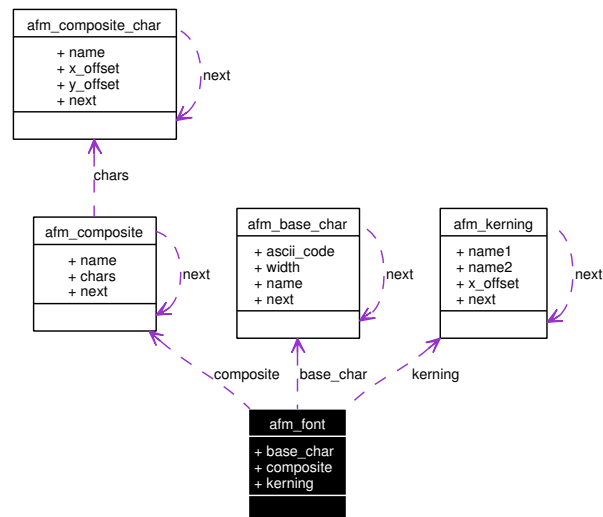 afm_composite_char
+ name
+ x_offset
+ y_offset
+ next
next
chars
afm_composite
+ name
+ chars
+ next
next
afm_base_char
+ ascii_code
+ width
+ name
+ next
next
afm_kerning
+ name1
+ name2
+ x_offset
+ next
next
composite
base_char
kerning
afm_font
+ base_char
+ composite
+ kerning